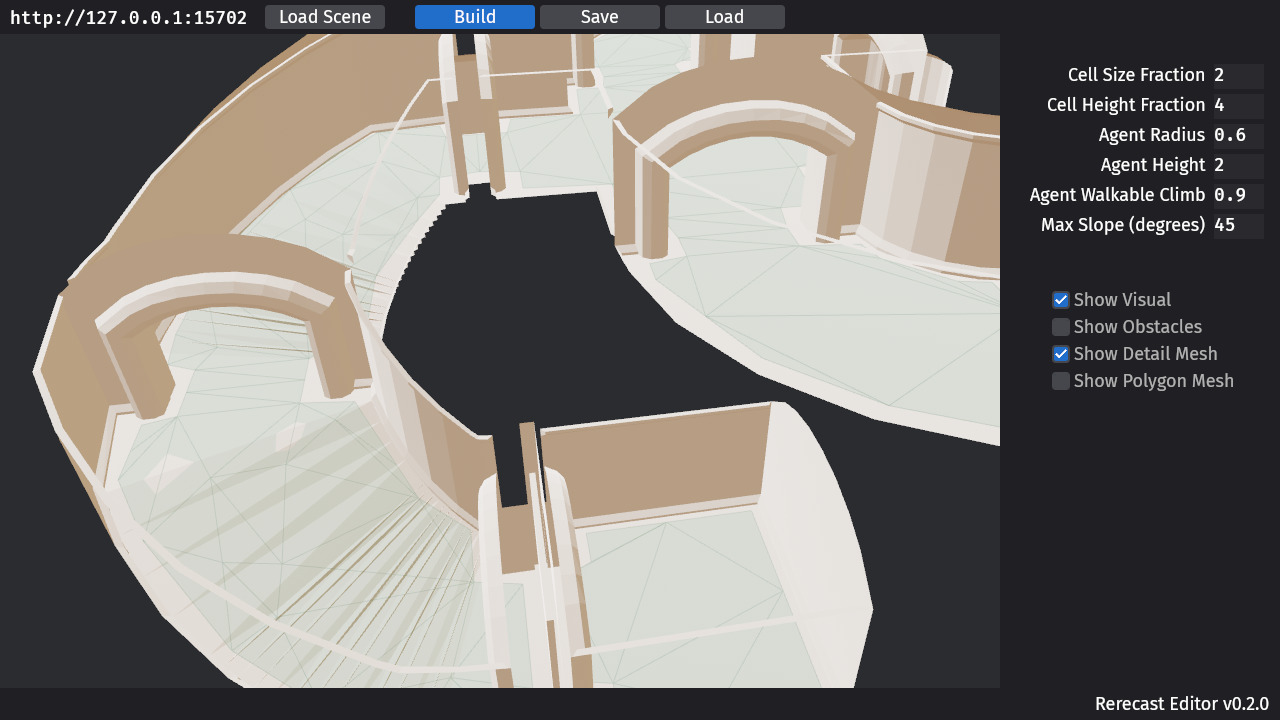 http://127.0.0.1:15702 Load Scene Build Save Load
Cell Size Fraction 2
Cell Height Fraction 4
Agent Radius 0.6
Agent Height 2
Agent Walkable Climb 0.9
Max Slope (degrees) 45
Show Visual
Show Obstacles
Show Detail Mesh
Show Polygon Mesh
Rerecast Editor v0.2.0